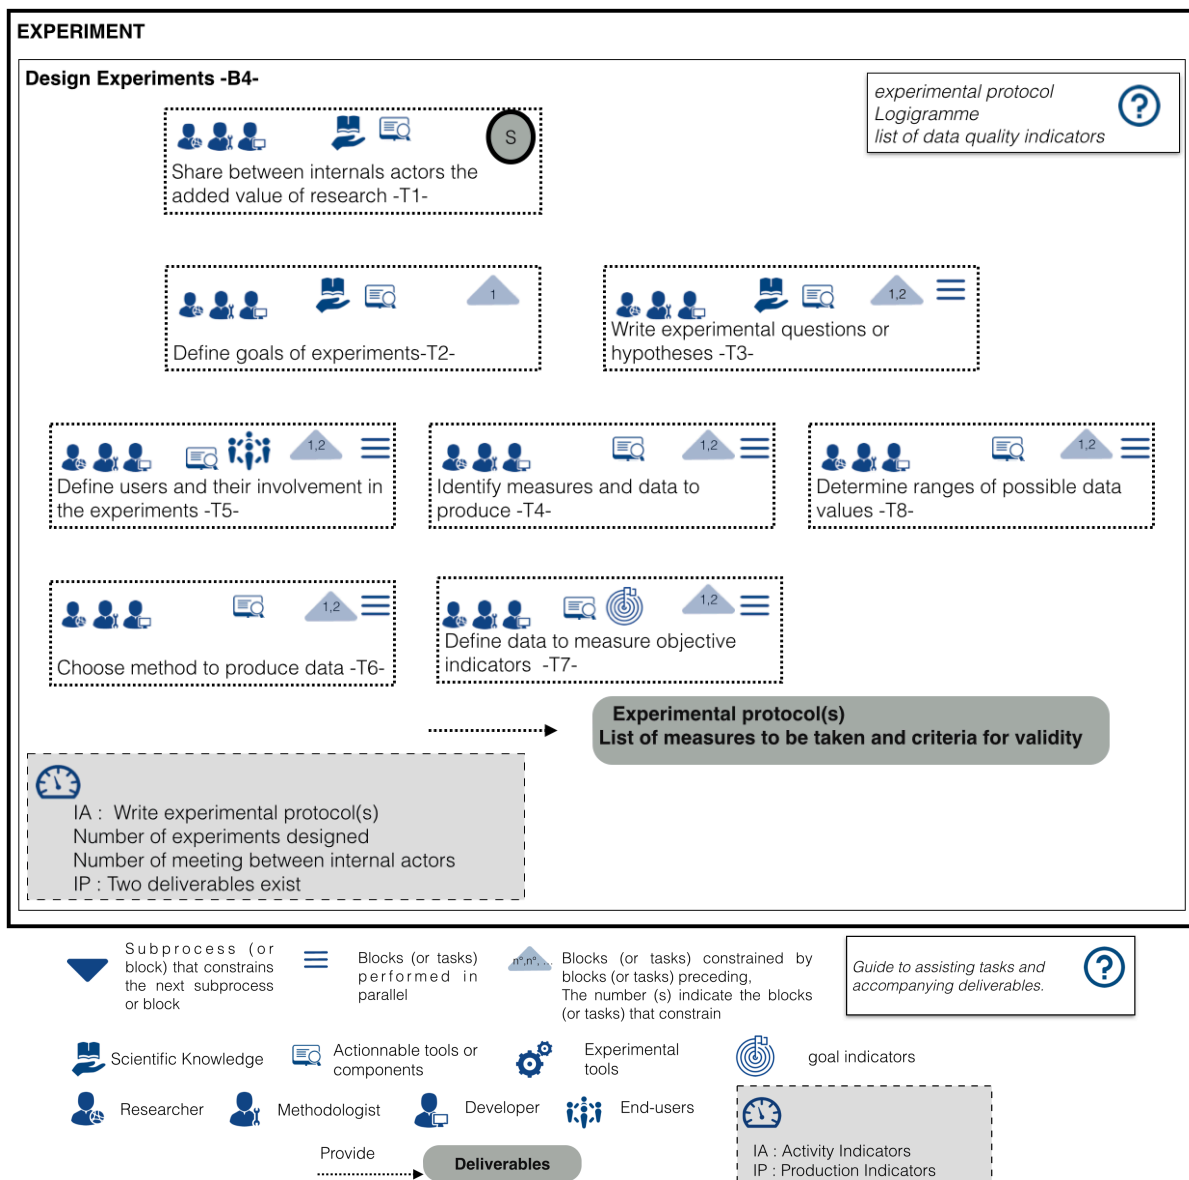 EXPERIMENT
Design Experiments -B4-
experimental protocol
Logigramme
list of data quality indicators
?
S
Share between internals actors the
added value of research -T1-
1
Define goals of experiments-T2-
1,2
Write experimental questions or
hypotheses -T3-
1,2
Define users and their involvement in
the experiments -T5-
1,2
Identify measures and data to
produce -T4-
1,2
Determine ranges of possible data
values -T8-
1,2
Choose method to produce data -T6-
1,2
Define data to measure objective
indicators -T7-
Experimental protocol(s)
List of measures to be taken and criteria for validity
IA : Write experimental protocol(s)
Number of experiments designed
Number of meeting between internal actors
IP : Two deliverables exist
Subprocess (or
block) that constrains
the next subprocess
or block
Blocks (or tasks)
performed in
parallel
n°,n°, ...
Blocks (or tasks) constrained by
blocks (or tasks) preceding,
The number (s) indicate the blocks
(or tasks) that constrain
Guide to assisting tasks and
accompanying deliverables.
?
Scientific Knowledge
Actionnable tools or
components
Experimental
tools
goal indicators
Researcher
Methodologist
Developer
End-users
Provide
Deliverables
IA : Activity Indicators
IP : Production Indicators